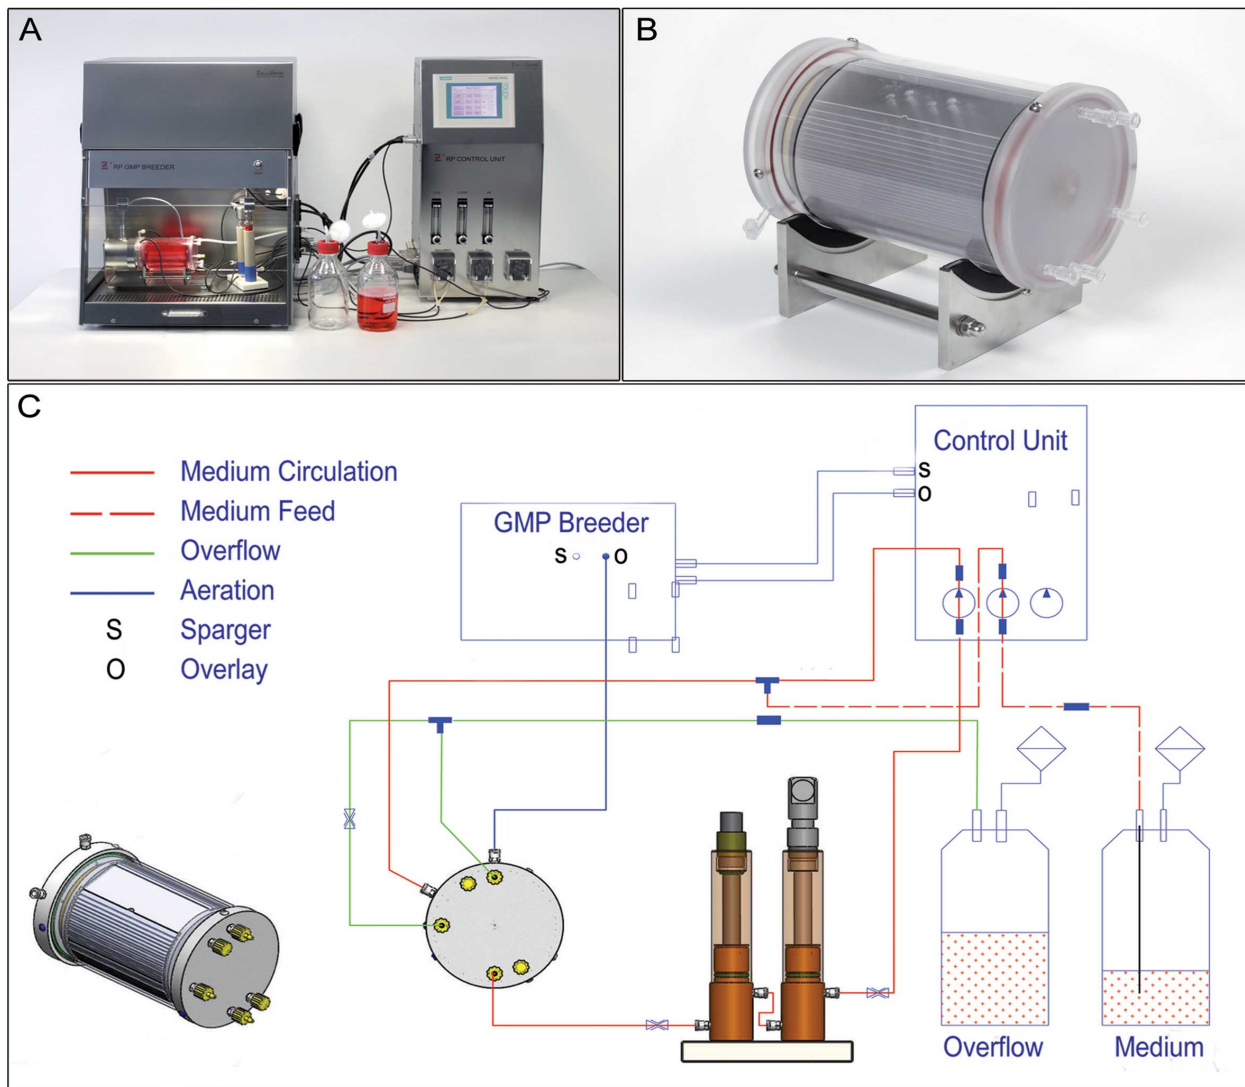 A
B
RP GMP BREEDER
RP CONTROL UNIT
C
Medium Circulation
Medium Feed
Overflow
Aeration
S Sparger
O Overlay
GMP Breeder
S O
Control Unit
S
O
Overflow
Medium